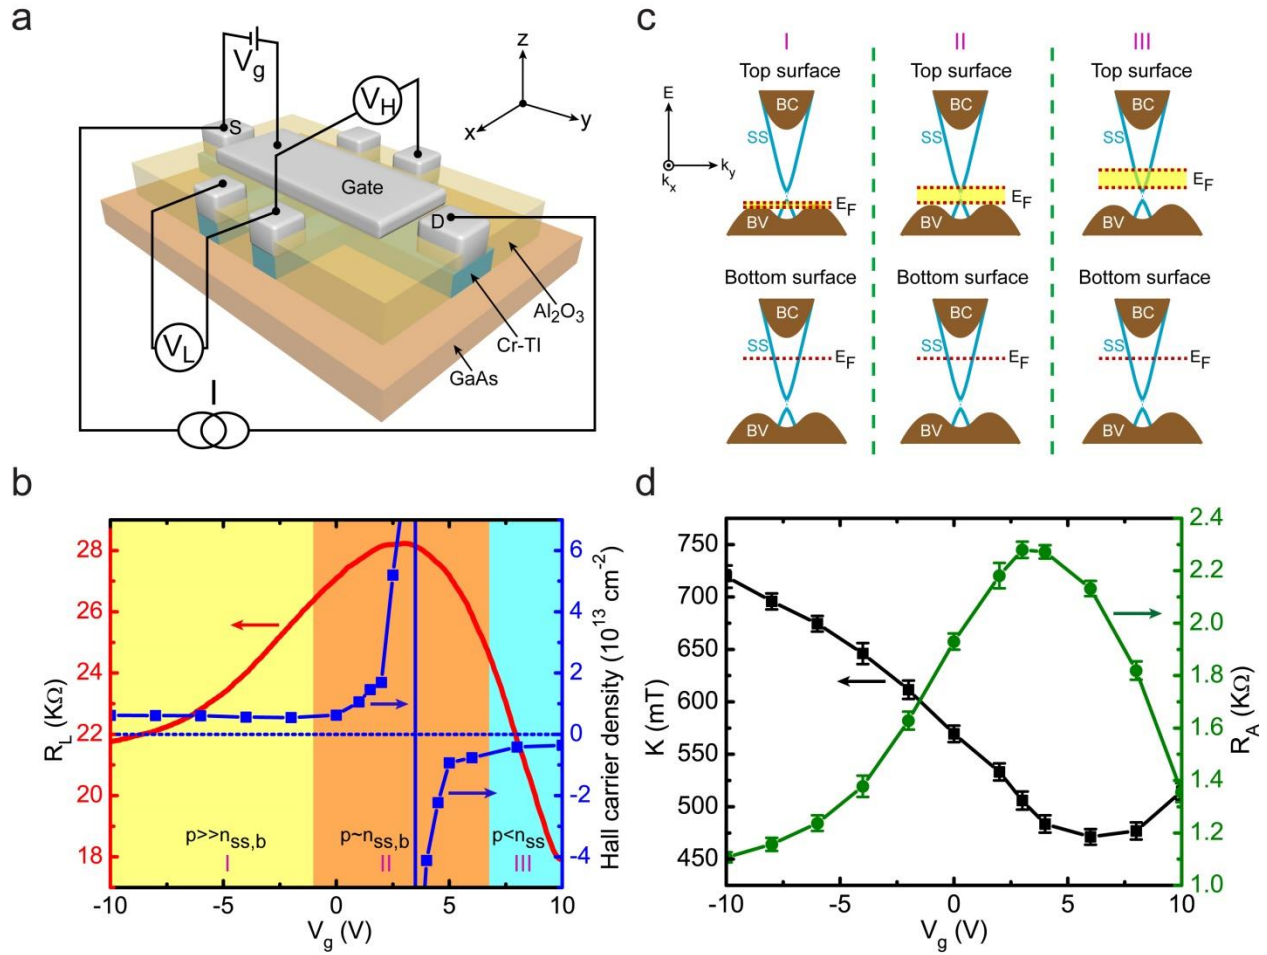 a
V_g
S
V_H
z
x
y
Gate
D
V_L
Al₂O₃
Cr-TI
GaAs
I
c
I
II
III
Top surface
Top surface
Top surface
E
k_x
k_y
BC
SS
BV
E_F
BC
SS
BV
E_F
BC
SS
BV
E_F
Bottom surface
Bottom surface
Bottom surface
BC
SS
BV
E_F
BC
SS
BV
E_F
BC
SS
BV
E_F
b
R_L (KΩ)
28
26
24
22
20
18
6
4
2
0
-2
-4
Hall carrier density (10¹³ cm⁻²)
p>>n_ss,b
I
p~n_ss,b
II
p<n_ss
III
-10
-5
0
5
10
V_g (V)
d
K (mT)
750
700
650
600
550
500
450
2.4
2.2
2.0
1.8
1.6
1.4
1.2
1.0
R_A (KΩ)
-10
-5
0
5
10
V_g (V)